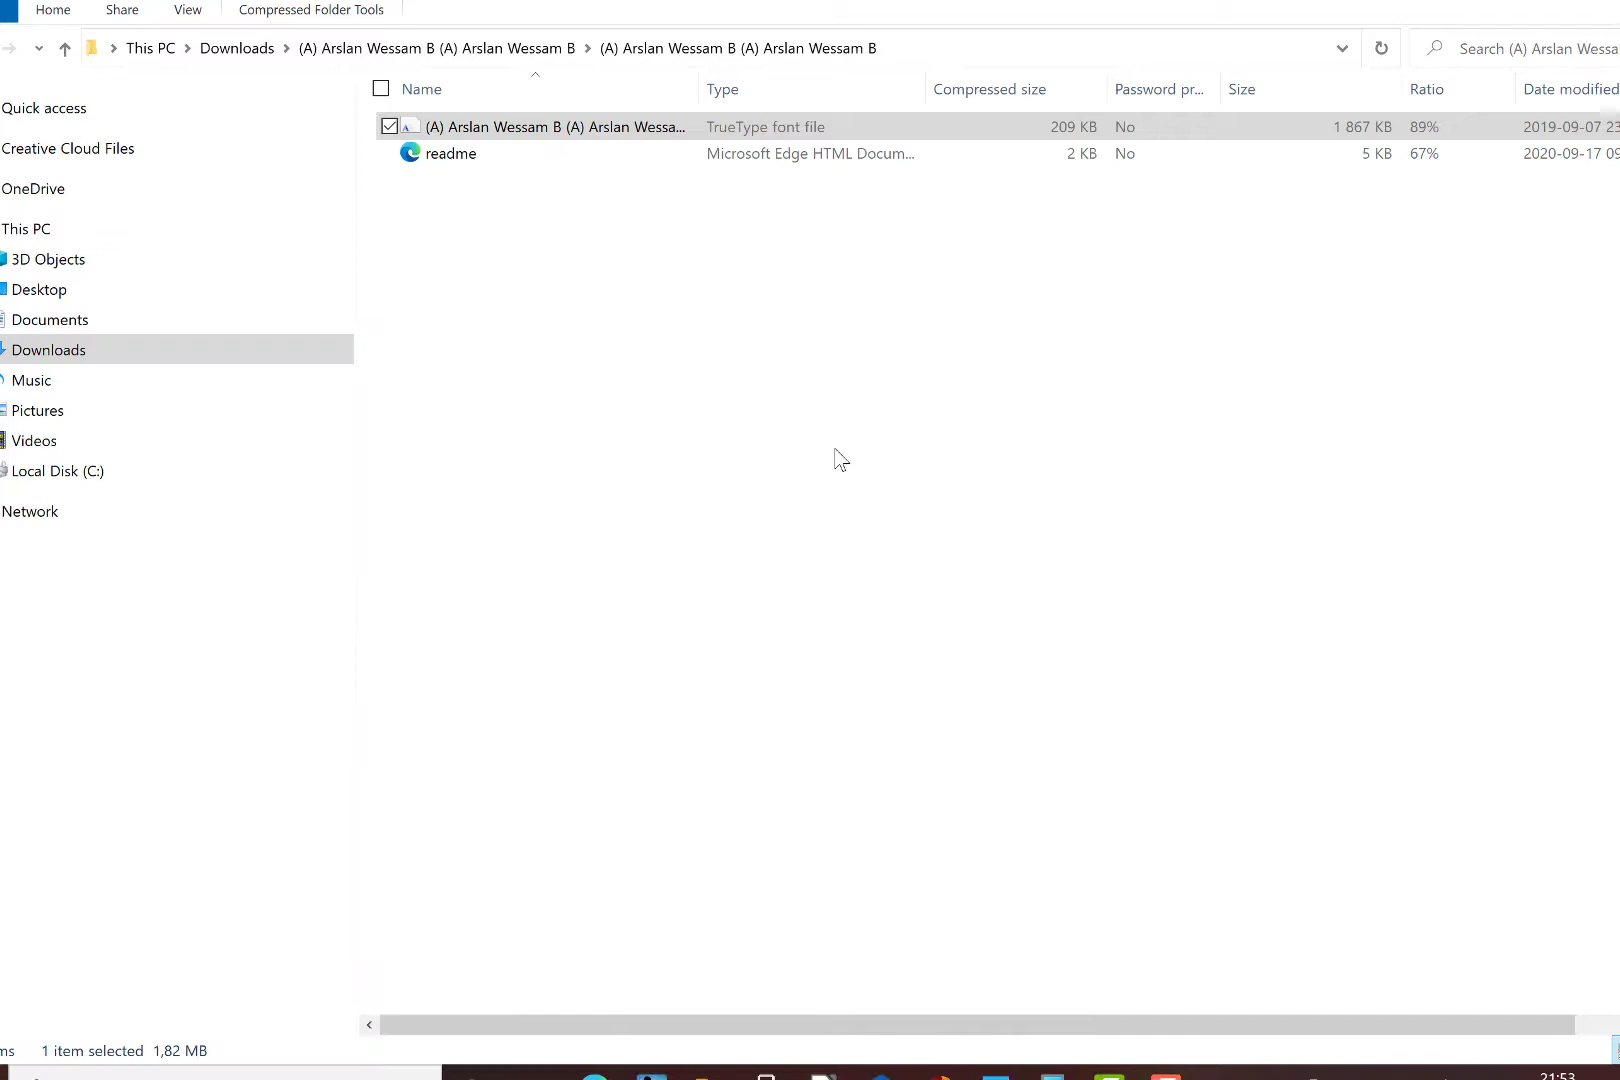 Home Share View Compressed Folder Tools
This PC Downloads (A) Arslan Wessam B (A) Arslan Wessam B (A) Arslan Wessam B (A) Arslan Wessam B Search (A) Arslan Wessa
Name Type Compressed size Password pr... Size Ratio Date modified
(A) Arslan Wessam B (A) Arslan Wessa... TrueType font file 209 KB No 1 867 KB 89% 2019-09-07 23
readme Microsoft Edge HTML Docum... 2 KB No 5 KB 67% 2020-09-17 09
Quick access
Creative Cloud Files
OneDrive
This PC
3D Objects
Desktop
Documents
Downloads
Music
Pictures
Videos
Local Disk (C:)
Network
ms 1 item selected 1,82 MB
21:53